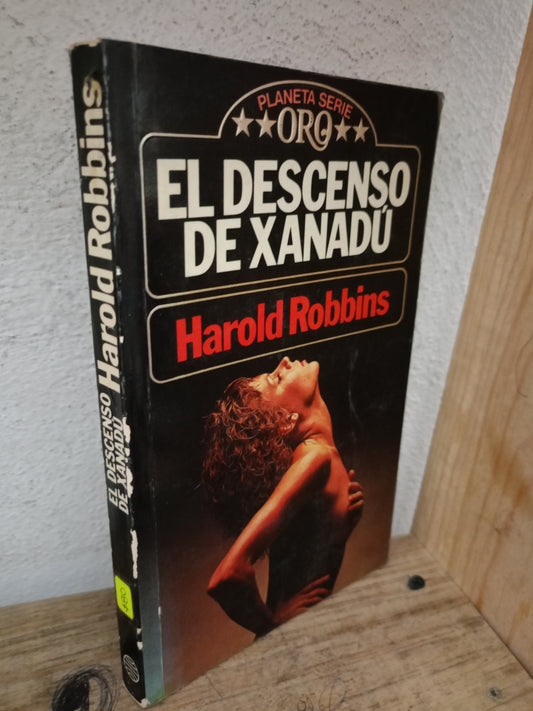 PLANETA SERIE
ORO
EL DESCENSO
DE XANADÚ
Harold Robbins
EL DESCENSO
DE XANADÚ
Harold Robbins